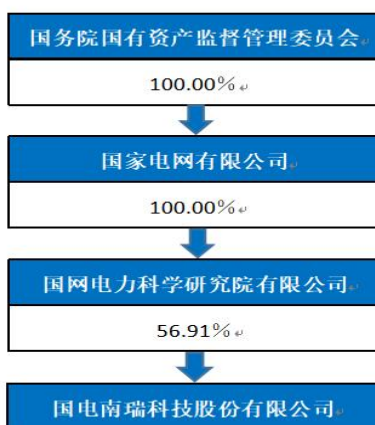 国务院国有资产监督管理委员会
100.00%
国家电网有限公司
100.00%
国网电力科学研究院有限公司
56.91%
国电南瑞科技股份有限公司